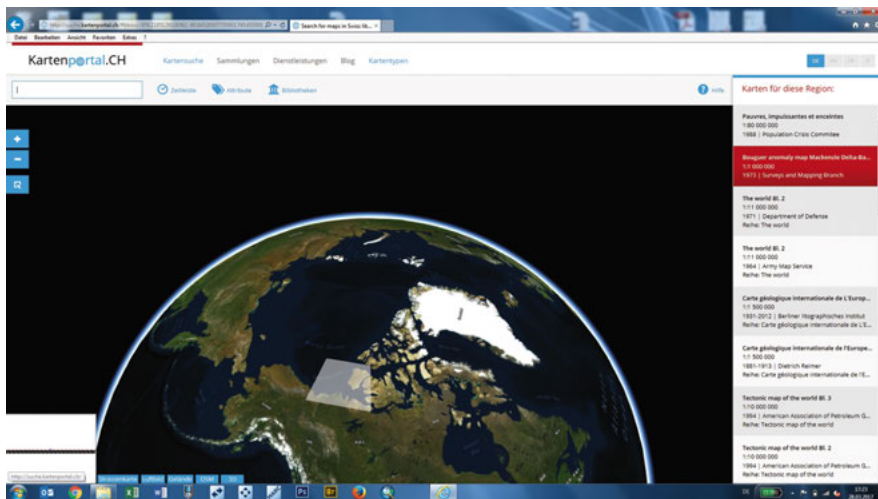 Search for maps in Swiss lib...
Datei Bearbeiten Ansicht Favoriten Extras ?
Kartenportal.CH
Kartensuche Sammlungen Dienstleistungen Blog Kartentypen
DE
Zeitleiste Attribute Bibliotheken
Hilfe
Karten für diese Region:
Pauvres, impuissantes et enceintes
1:80 000 000
1988 | Population Crisis Commitee
Bouguer anomaly map Mackenzie Delta-Ba...
1:1 000 000
1973 | Surveys and Mapping Branch
The world Bl. 2
1:11 000 000
1971 | Department of Defense
Reihe: The world
The world Bl. 2
1:11 000 000
1964 | Army Map Service
Reihe: The world
Carte géologique internationale de L'Europ...
1:1 500 000
1931-2012 | Berliner lithographisches Institut
Reihe: Carte géologique internationale de L'E...
Carte géologique internationale de l'Europe...
1:1 500 000
1881-1913 | Dietrich Reimer
Reihe: Carte géologique internationale de l'E...
Tectonic map of the world Bl. 3
1:10 000 000
1994 | American Association of Petroleum G...
Reihe: Tectonic map of the world
Tectonic map of the world Bl. 2
1:10 000 000
1994 | American Association of Petroleum G...
Reihe: Tectonic map of the world
http://suche.kartenportal.ch/
Strassenkarte Luftbild Gelände OSM 3D
DE
17:23